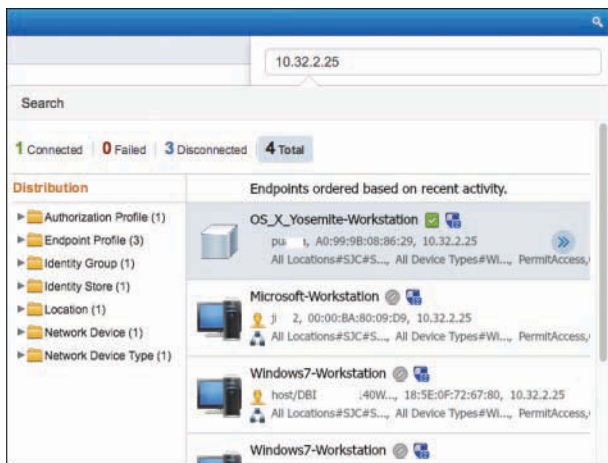 10.32.2.25
Search
1 Connected 0 Failed 3 Disconnected 4 Total
Distribution
Authorization Profile (1)
Endpoint Profile (3)
Identity Group (1)
Identity Store (1)
Location (1)
Network Device (1)
Network Device Type (1)
Endpoints ordered based on recent activity.
OS_X_Yosemite-Workstation
A0:99:9B:08:86:29, 10.32.2.25
All Locations#SJC#S..., All Device Types#Wi..., PermitAccess,
Microsoft-Workstation
2, 00:00:BA:80:09:D9, 10.32.2.25
All Locations#SJC#S..., All Device Types#Wi..., PermitAccess,
Windows7-Workstation
host/DBI .40W..., 18:5E:0F:72:67:80, 10.32.2.25
All Locations#SJC#S..., All Device Types#Wi..., PermitAccess,
Windows7-Workstation